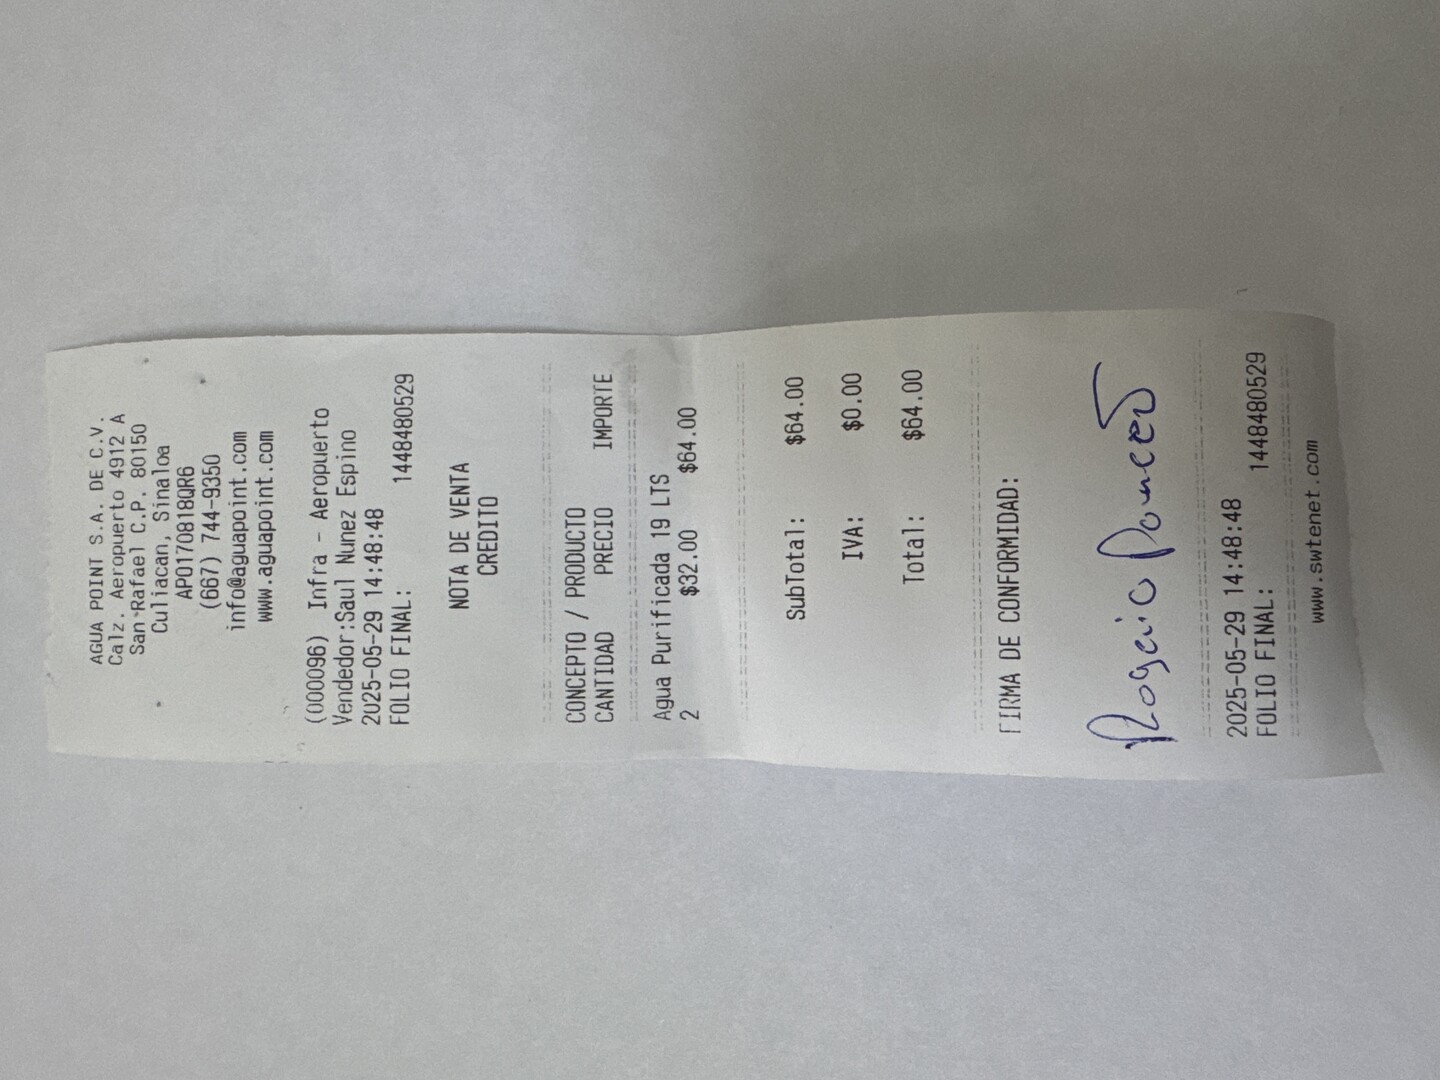 AGUA POINT S.A. DE C.V.
Calz. Aeropuerto 4912 A
San Rafael C.P. 80150
Culiacan, Sinaloa
APO170818QR6
(667) 744-9350
info@aguapoint.com
www.aguapoint.com
(000096) Infra - Aeropuerto
Vendedor:Saul Nunez Espino
2025-05-29 14:48:48
FOLIO FINAL: 1448480529
NOTA DE VENTA
CREDITO
CONCEPTO / PRODUCTO
CANTIDAD PRECIO IMPORTE
Agua Purificada 19 LTS
2 $32.00 $64.00
SubTotal: $64.00
IVA: $0.00
Total: $64.00
FIRMA DE CONFORMIDAD:
Rogelio
2025-05-29 14:48:48
FOLIO FINAL: 1448480529
www.swtenet.com